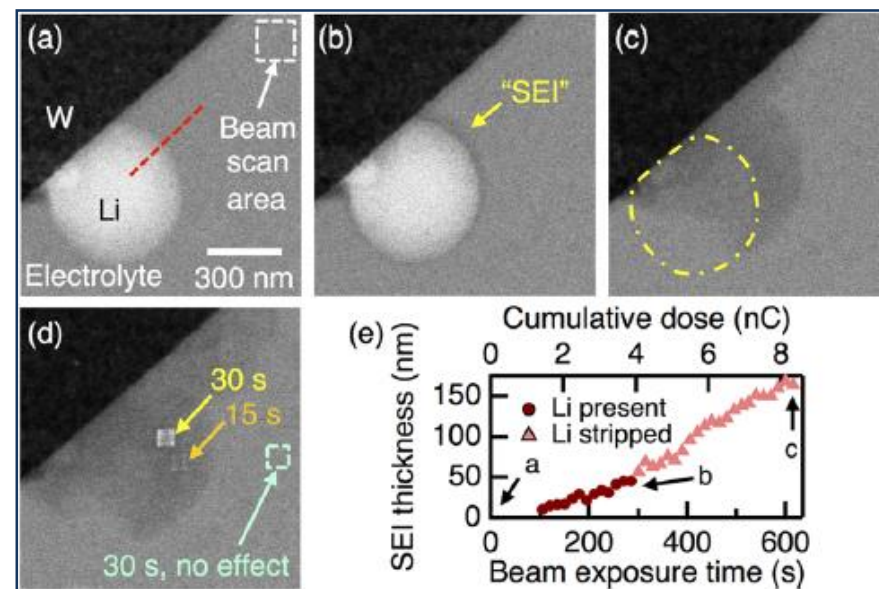 (a)
W
Beam
scan
area
Li
Electrolyte
300 nm
(b)
"SEI"
(c)
(d)
30 s
15 s
30 s, no effect
(e)
Cumulative dose (nC)
0 2 4 6 8
SEI thickness (nm)
150
100
50
0
Li present
Li stripped
a
b
c
0 200 400 600
Beam exposure time (s)